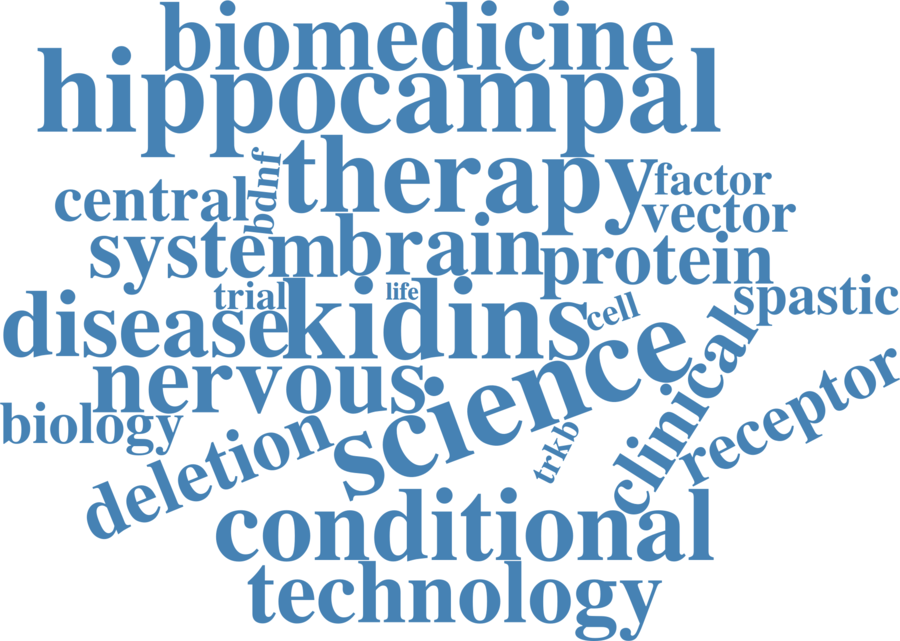 biomedicine
hippocampal
therapy
bdnf
central
factor
vector
system
brain
protein
trial
life
spastic
disease
kidins
cell
science
nervous
clinical
receptor
biology
deletion
trkb
conditional
technology